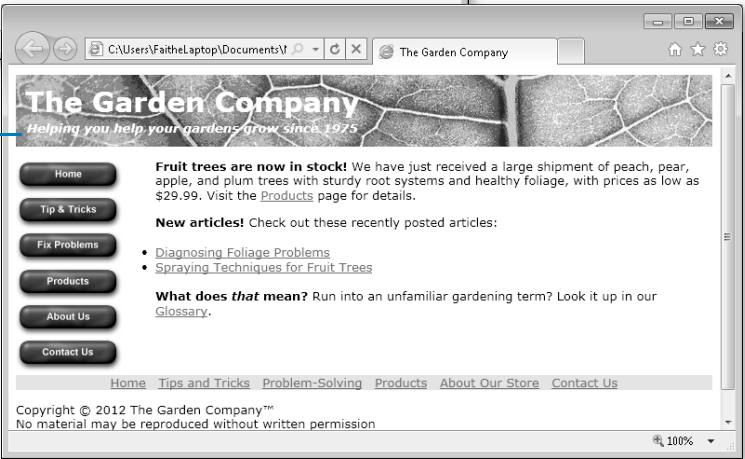 C:\Users\FaitheLaptop\Documents\
The Garden Company
The Garden Company
Helping you help your gardens grow since 1975
Home
Tip & Tricks
Fix Problems
Products
About Us
Contact Us
Fruit trees are now in stock! We have just received a large shipment of peach, pear,
apple, and plum trees with sturdy root systems and healthy foliage, with prices as low as
$29.99. Visit the Products page for details.
New articles! Check out these recently posted articles:
• Diagnosing Foliage Problems
• Spraying Techniques for Fruit Trees
What does that mean? Run into an unfamiliar gardening term? Look it up in our
Glossary.
Home Tips and Tricks Problem-Solving Products About Our Store Contact Us
Copyright © 2012 The Garden Company™
No material may be reproduced without written permission
100%